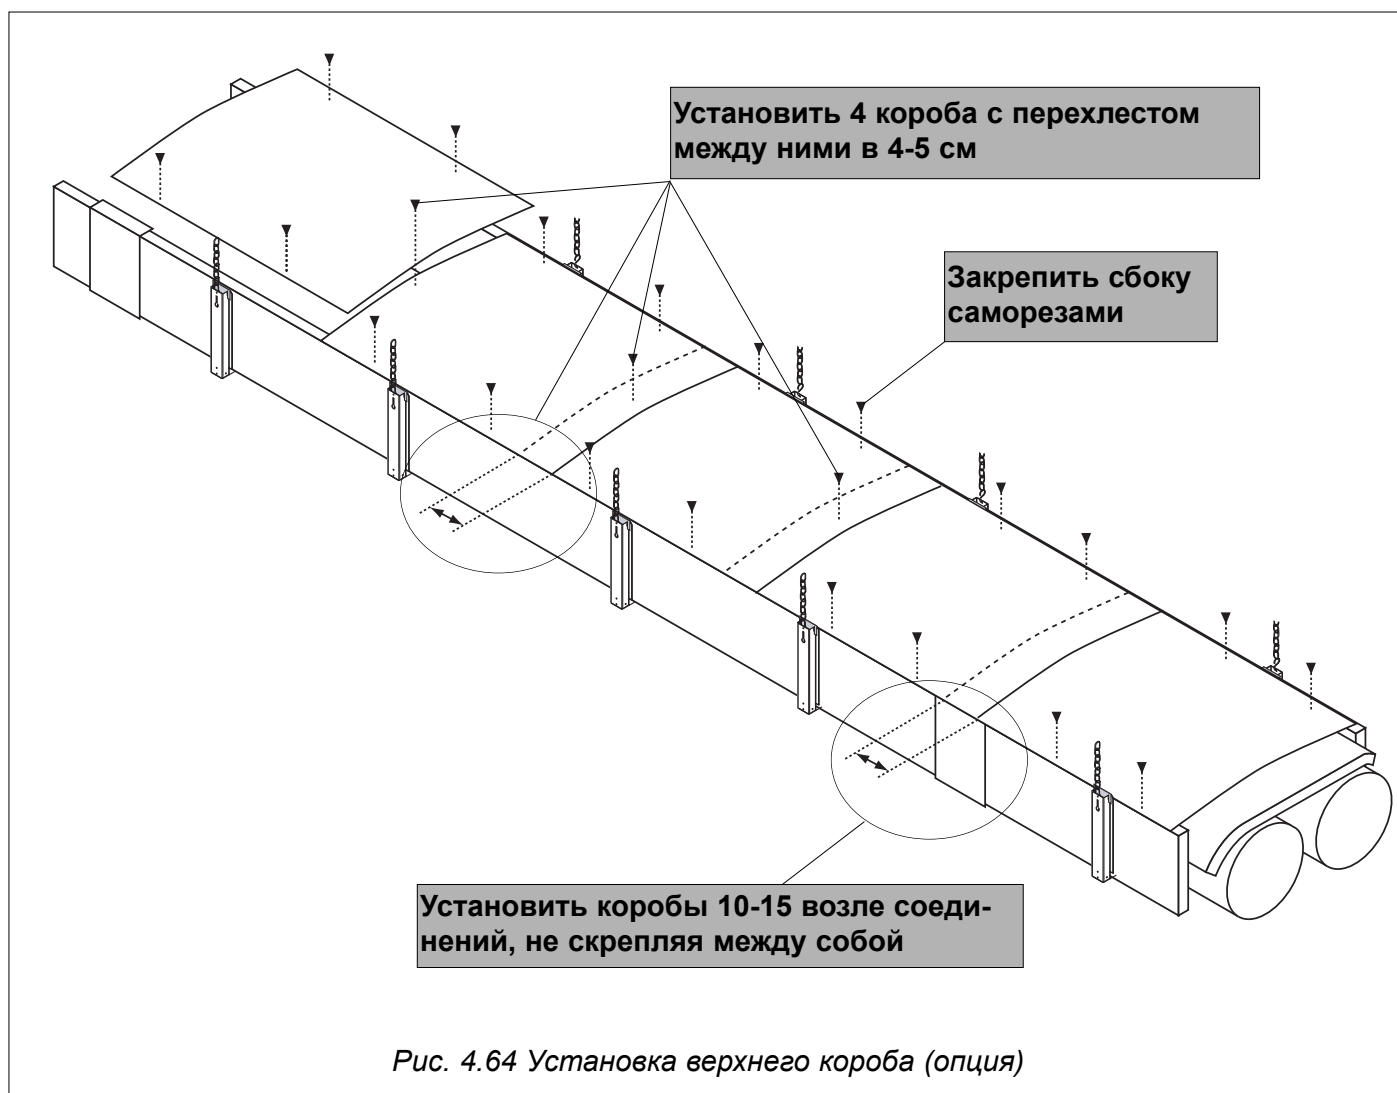 Установить 4 короба с перехлестом
между ними в 4-5 см
Закрепить сбоку
саморезами
Установить коробы 10-15 возле соеди-
нений, не скрепляя между собой
Рис. 4.64 Установка верхнего короба (опция)